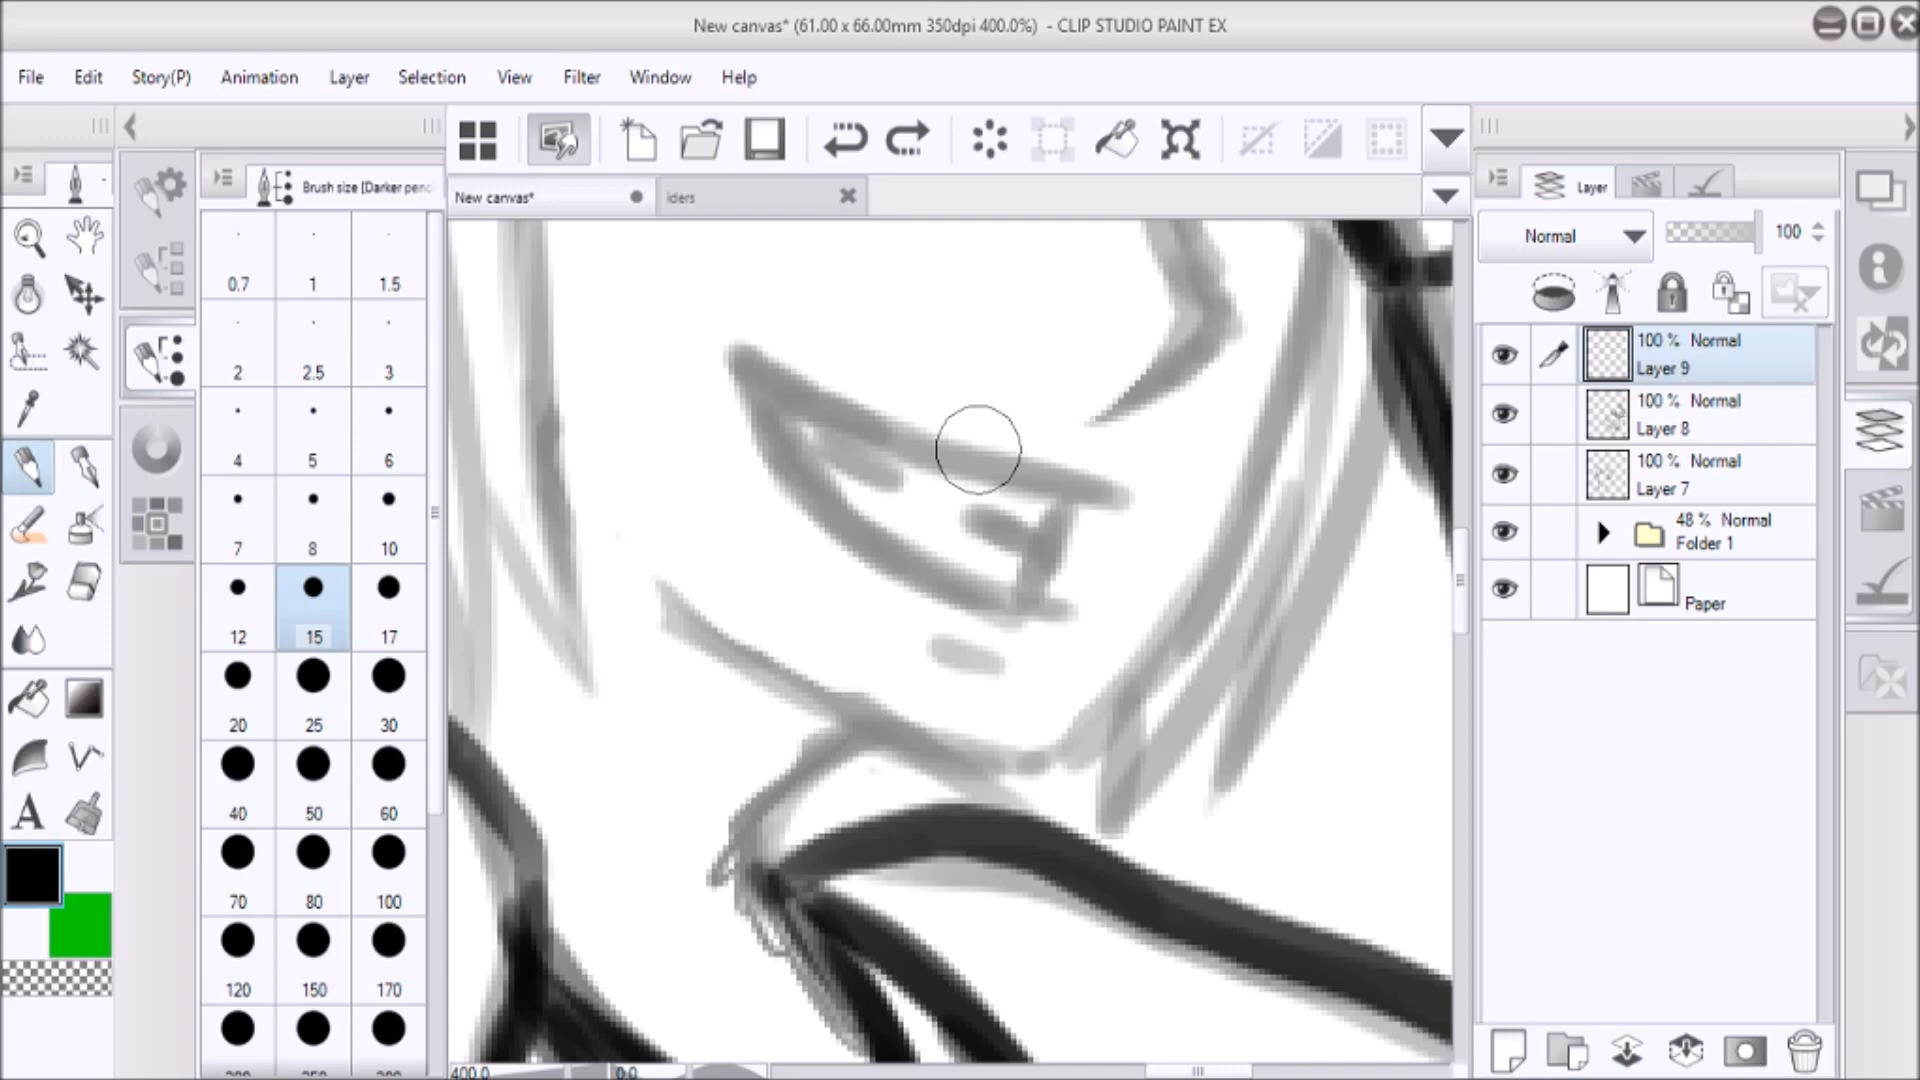 New canvas* (61.00 x 66.00mm 350dpi 400.0%) - CLIP STUDIO PAINT EX
File Edit Story(P) Animation Layer Selection View Filter Window Help
Brush size [Darker penc
New canvas*
iders
Layer
Normal
100
0.7 1 1.5
2 2.5 3
4 5 6
7 8 10
12 15 17
20 25 30
40 50 60
70 80 100
120 150 170
A
100 % Normal
Layer 9
100 % Normal
Layer 8
100 % Normal
Layer 7
48 % Normal
Folder 1
Paper
400.0
0.0